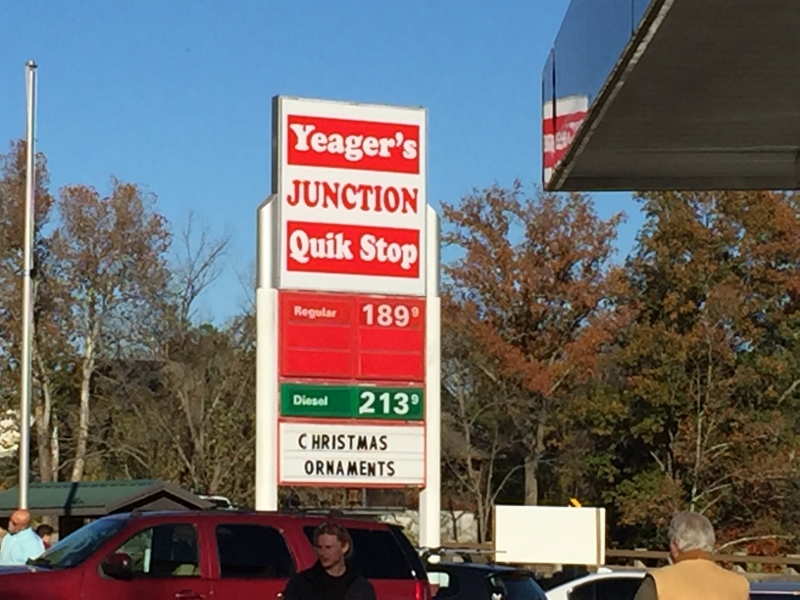 Yeager's
JUNCTION
Quik Stop
Regular 189 9
Diesel 213 9
CHRISTMAS
ORNAMENTS